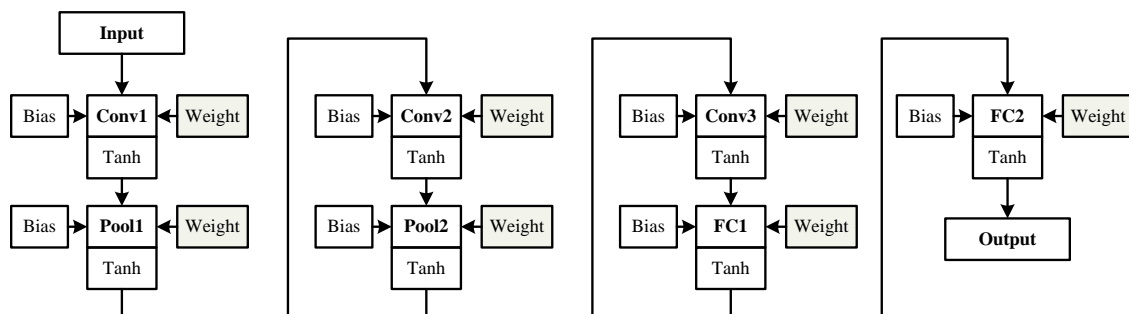 Input
Bias
Conv1
Weight
Tanh
Bias
Pool1
Weight
Tanh
Bias
Conv2
Weight
Tanh
Bias
Pool2
Weight
Tanh
Bias
Conv3
Weight
Tanh
Bias
FC1
Weight
Tanh
Bias
FC2
Weight
Tanh
Output